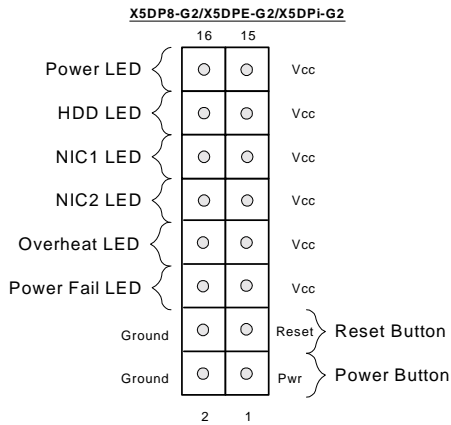 X5DP8-G2/X5DPE-G2/X5DPi-G2
16 15
Power LED Vcc
HDD LED Vcc
NIC1 LED Vcc
NIC2 LED Vcc
Overheat LED Vcc
Power Fail LED Vcc
Ground Reset Reset Button
Ground Pwr Power Button
2 1